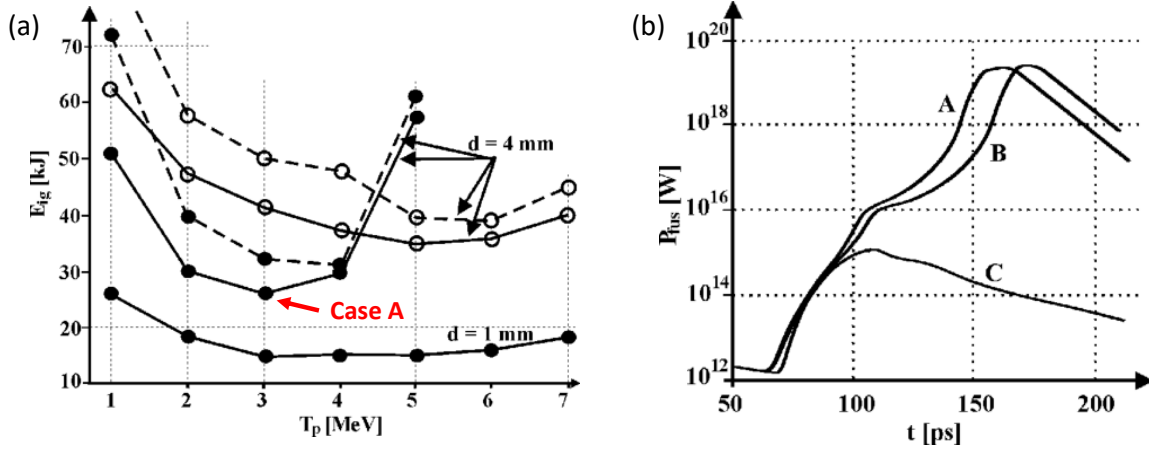 (a)
E_ig [kJ]
70
60
50
40
30
20
10
d = 4 mm
Case A
d = 1 mm
1 2 3 4 5 6 7
T_p [MeV]
(b)
P_fus [W]
10^20
10^18
10^16
10^14
10^12
A
B
C
50 100 150 200
t [ps]